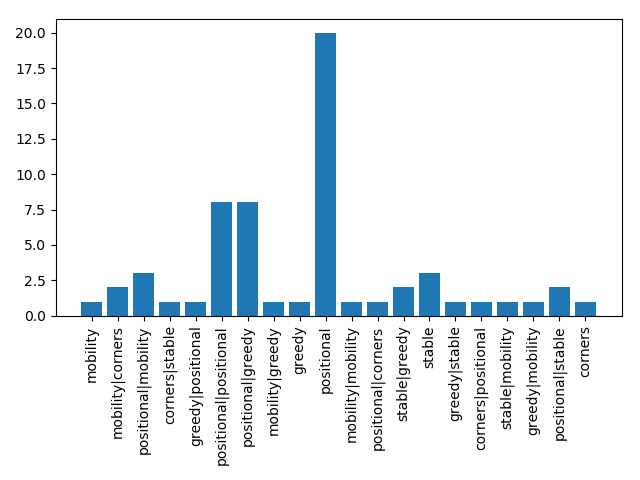 20.0
17.5
15.0
12.5
10.0
7.5
5.0
2.5
0.0
mobility
mobility|corners
positional|mobility
corners|stable
greedy|positional
positional|positional
positional|greedy
mobility|greedy
greedy
positional
mobility|mobility
positional|corners
stable|greedy
stable
greedy|stable
corners|positional
stable|mobility
greedy|mobility
positional|stable
corners